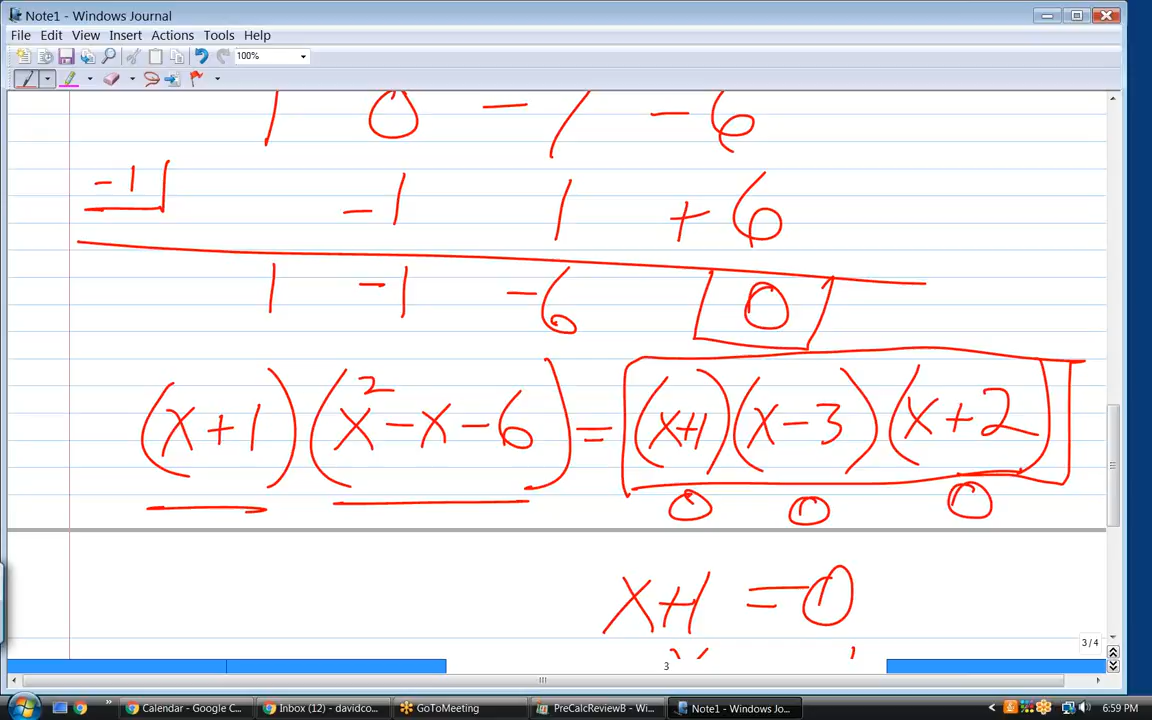 Note1 - Windows Journal
File Edit View Insert Actions Tools Help
100%
1 0 -7 -6
-1 -1 1 +6
1 -1 -6 0
(x+1)(x²-x-6)=(x+1)(x-3)(x+2)
0 0 0
x+1 =0
3/4
3
Calendar - Google C... Inbox (12) - davidco... GoToMeeting PreCalcReviewB - Wi... Note1 - Windows Jo... 6:59 PM